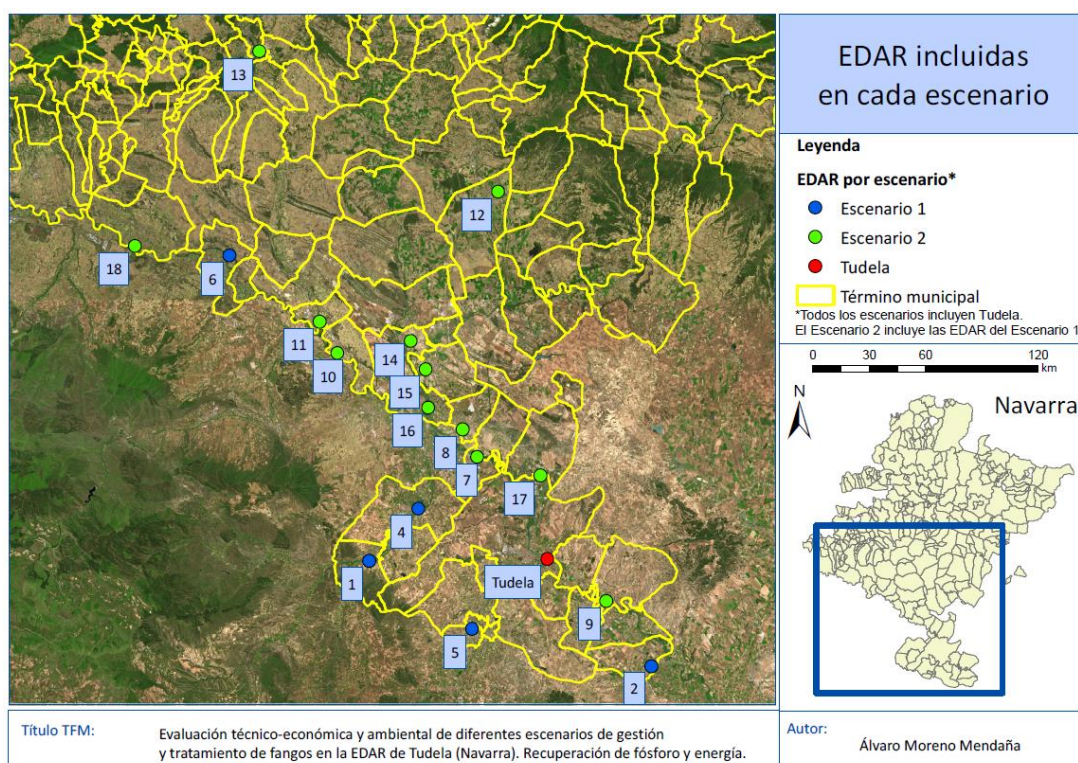 13
12
18
6
11
10
14
15
16
8
7
17
4
1
Tudela
9
5
2
EDAR incluidas
en cada escenario
Leyenda
EDAR por escenario*
Escenario 1
Escenario 2
Tudela
Término municipal
*Todos los escenarios incluyen Tudela.
El Escenario 2 incluye las EDAR del Escenario 1
0 30 60 120
km
N
Navarra
Título TFM:
Evaluación técnico-económica y ambiental de diferentes escenarios de gestión
y tratamiento de fangos en la EDAR de Tudela (Navarra). Recuperación de fósforo y energía.
Autor:
Álvaro Moreno Mendaña